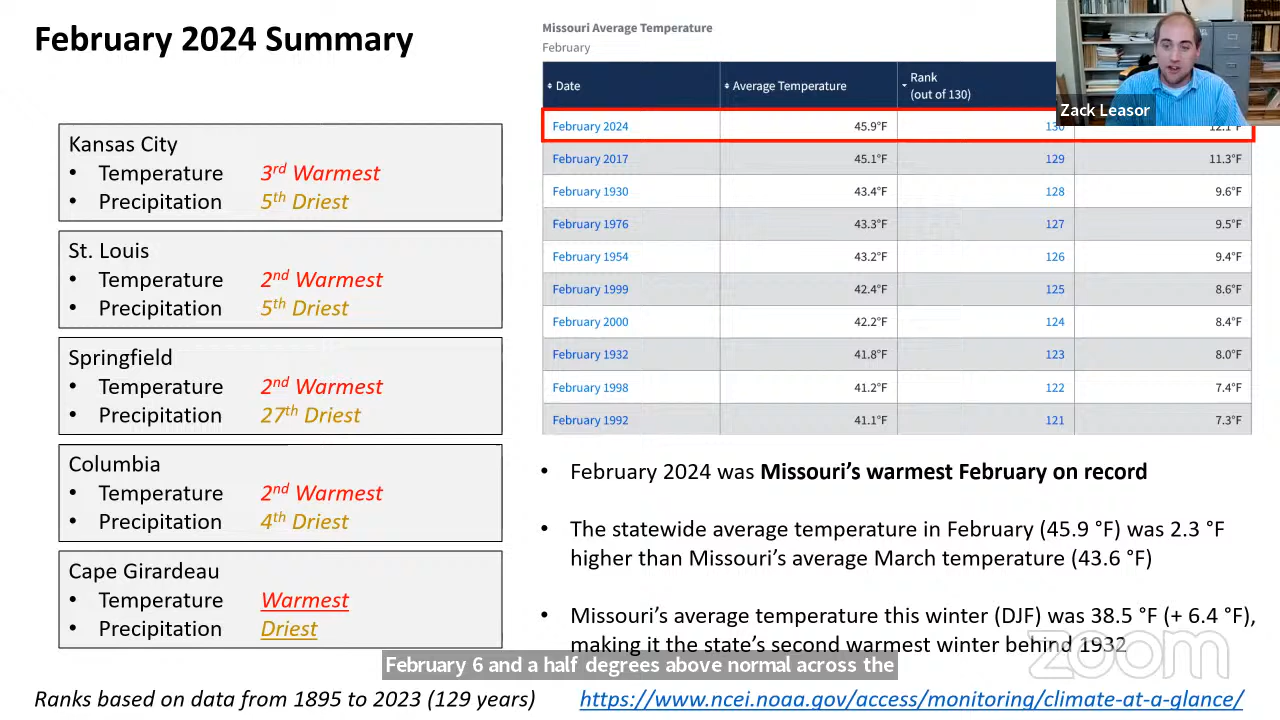 February 2024 Summary
Kansas City
• Temperature 3rd Warmest
• Precipitation 5th Driest
St. Louis
• Temperature 2nd Warmest
• Precipitation 5th Driest
Springfield
• Temperature 2nd Warmest
• Precipitation 27th Driest
Columbia
• Temperature 2nd Warmest
• Precipitation 4th Driest
Cape Girardeau
• Temperature Warmest
• Precipitation Driest
Ranks based on data from 1895 to 2023 (129 years)
Missouri Average Temperature
February
Date Average Temperature Rank
(out of 130)
February 2024 45.9°F 130 12.1°F
February 2017 45.1°F 129 11.3°F
February 1930 43.4°F 128 9.6°F
February 1976 43.3°F 127 9.5°F
February 1954 43.2°F 126 9.4°F
February 1999 42.4°F 125 8.6°F
February 2000 42.2°F 124 8.4°F
February 1932 41.8°F 123 8.0°F
February 1998 41.2°F 122 7.4°F
February 1992 41.1°F 121 7.3°F
Zack Leasor
• February 2024 was Missouri's warmest February on record
• The statewide average temperature in February (45.9 °F) was 2.3 °F
higher than Missouri's average March temperature (43.6 °F)
• Missouri's average temperature this winter (DJF) was 38.5 °F (+ 6.4 °F),
making it the state's second warmest winter behind 1932
February 6 and a half degrees above normal across the
zoom
https://www.ncei.noaa.gov/access/monitoring/climate-at-a-glance/